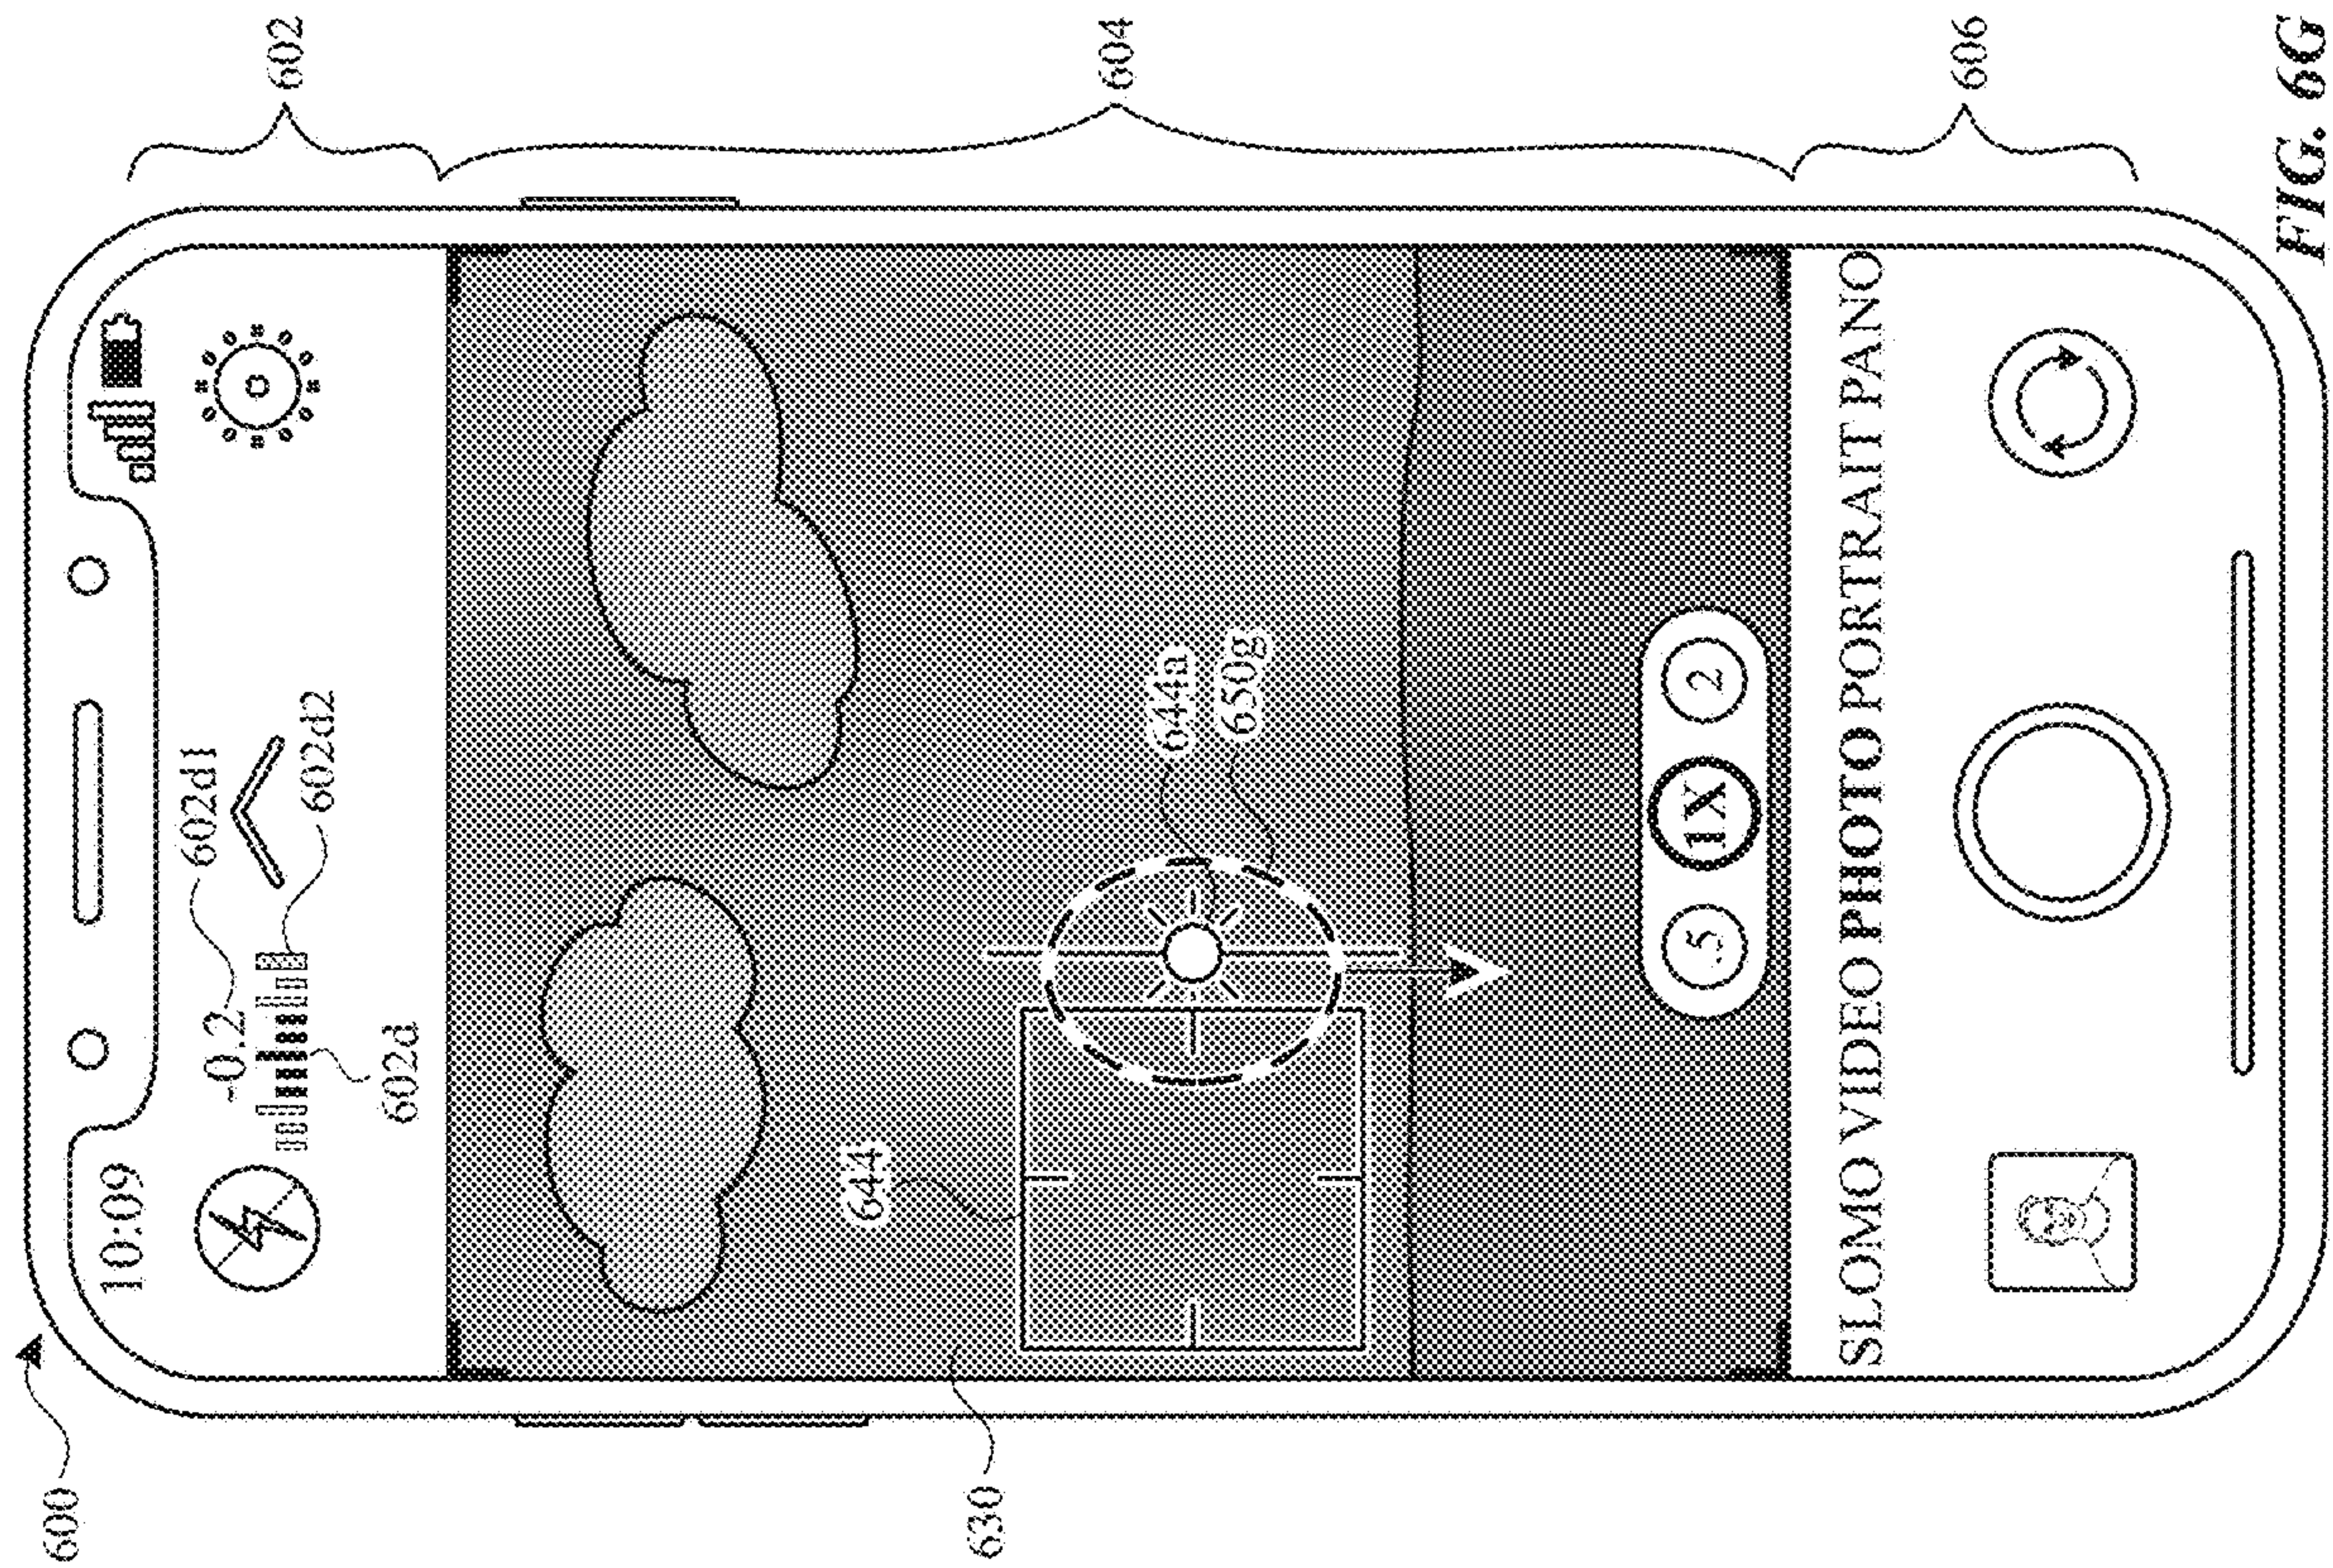 600
10:09
-0.2
602d1
602d2
602d
602
644
644a
650g
604
630
.5
1X
2
SLOMO VIDEO PHOTO PORTRAIT PANO
606
FIG. 6G